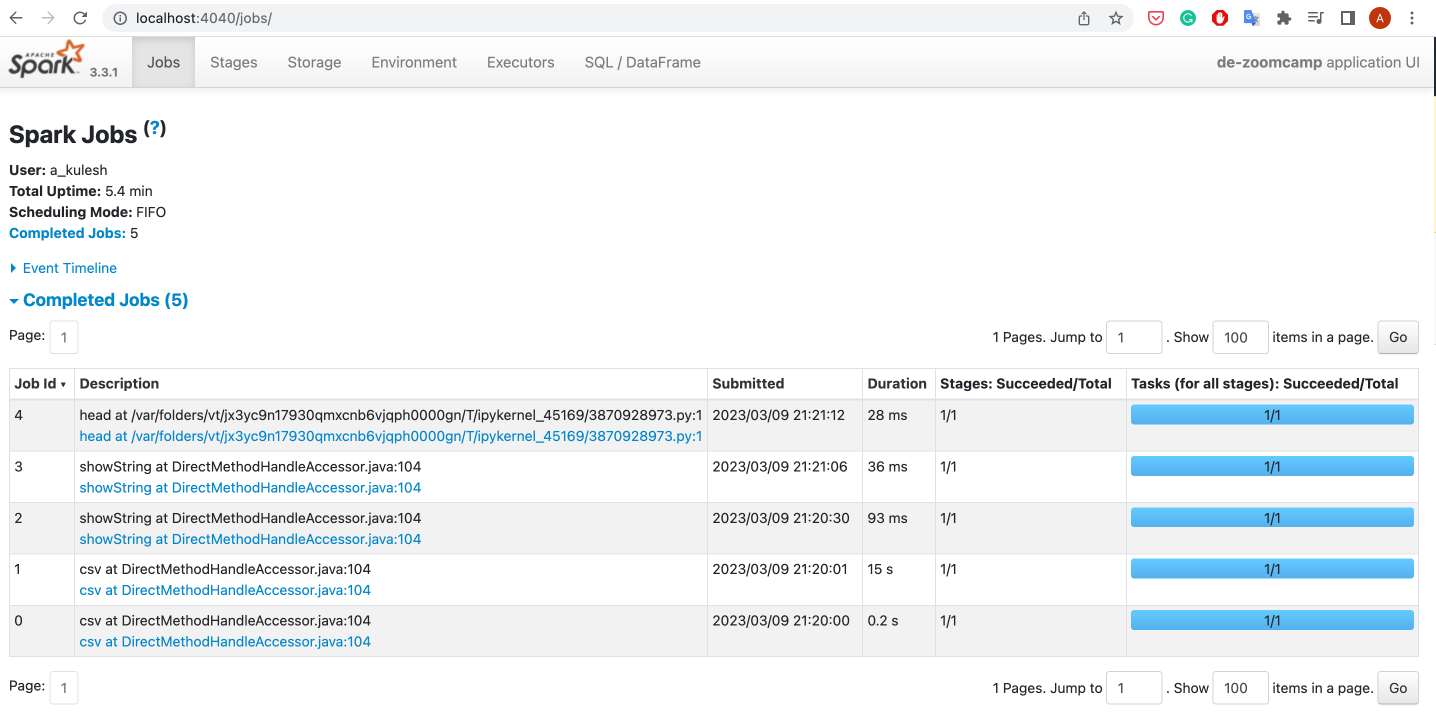 localhost:4040/jobs/
A
APACHE Spark 3.3.1 Jobs Stages Storage Environment Executors SQL / DataFrame de-zoomcamp application UI
Spark Jobs (?)
User: a_kulesh
Total Uptime: 5.4 min
Scheduling Mode: FIFO
Completed Jobs: 5
Event Timeline
Completed Jobs (5)
Page: 1 1 Pages. Jump to 1 . Show 100 items in a page. Go
Job Id ▾ Description Submitted Duration Stages: Succeeded/Total Tasks (for all stages): Succeeded/Total
4 head at /var/folders/vt/jx3yc9n17930qmxcnb6vjqph0000gn/T/ipykernel_45169/3870928973.py:1 2023/03/09 21:21:12 28 ms 1/1 1/1
head at /var/folders/vt/jx3yc9n17930qmxcnb6vjqph0000gn/T/ipykernel_45169/3870928973.py:1
3 showString at DirectMethodHandleAccessor.java:104 2023/03/09 21:21:06 36 ms 1/1 1/1
showString at DirectMethodHandleAccessor.java:104
2 showString at DirectMethodHandleAccessor.java:104 2023/03/09 21:20:30 93 ms 1/1 1/1
showString at DirectMethodHandleAccessor.java:104
1 csv at DirectMethodHandleAccessor.java:104 2023/03/09 21:20:01 15 s 1/1 1/1
csv at DirectMethodHandleAccessor.java:104
0 csv at DirectMethodHandleAccessor.java:104 2023/03/09 21:20:00 0.2 s 1/1 1/1
csv at DirectMethodHandleAccessor.java:104
Page: 1 1 Pages. Jump to 1 . Show 100 items in a page. Go